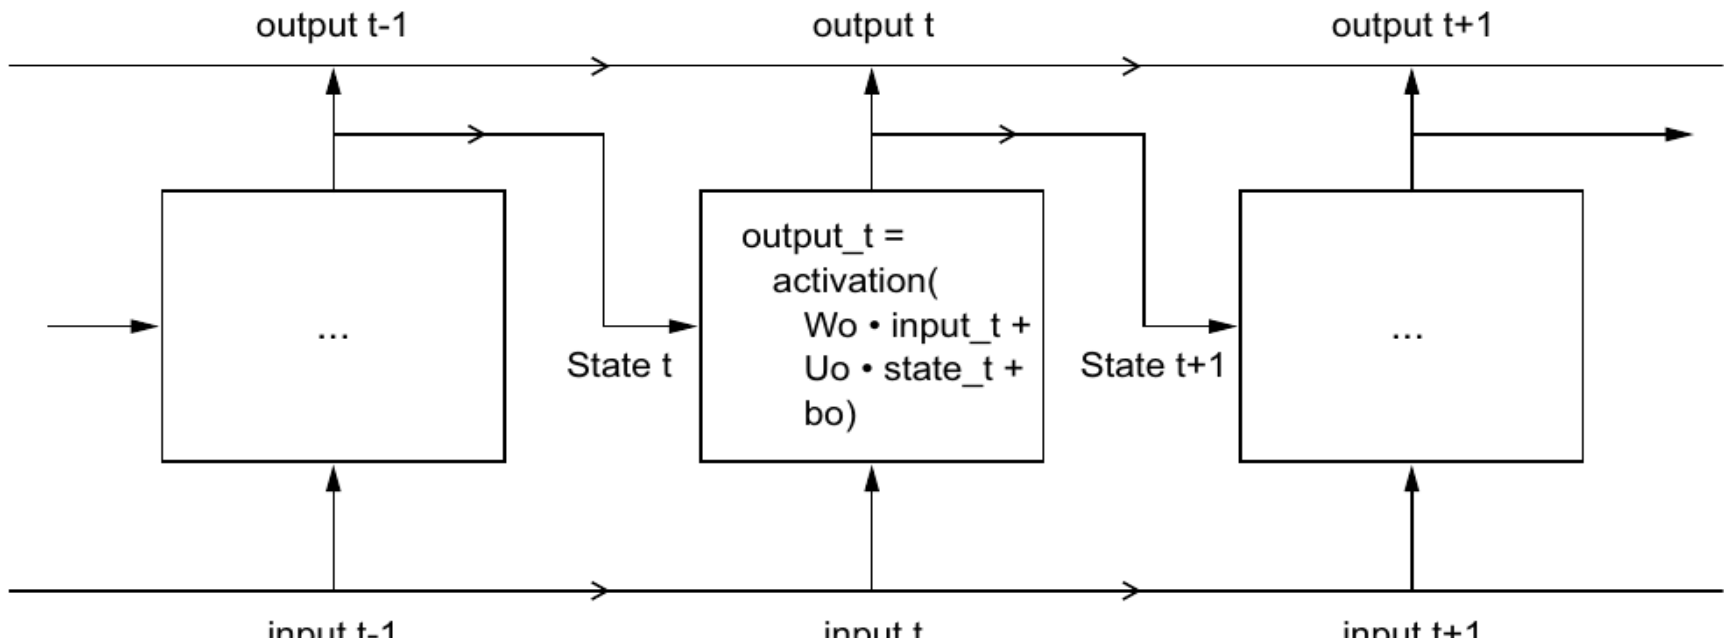 output t-1
output t
output t+1
...
output_t =
activation(
Wo • input_t +
Uo • state_t +
bo)
...
State t
State t+1
input t-1
input t
input t+1